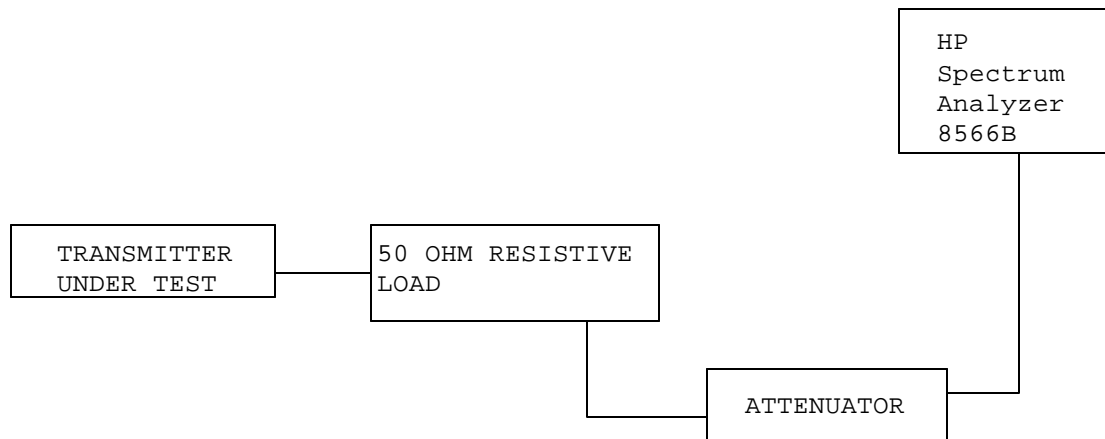 HP
Spectrum
Analyzer
8566B
TRANSMITTER
UNDER TEST
50 OHM RESISTIVE
LOAD
ATTENUATOR